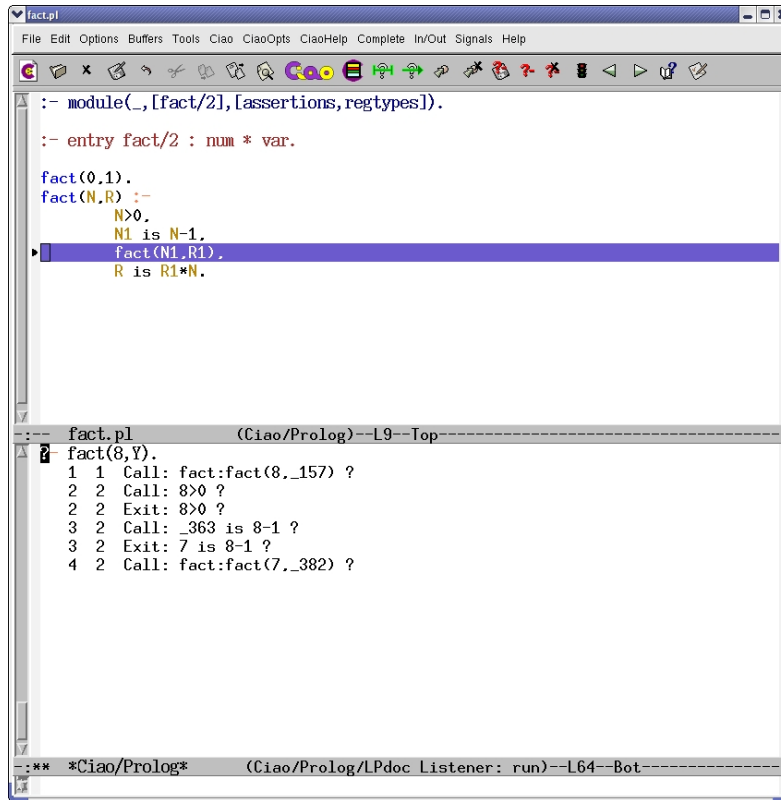 fact.pl
File Edit Options Buffers Tools Ciao CiaoOpts CiaoHelp Complete In/Out Signals Help
Ciao
:- module(_,[fact/2],[assertions,regtypes]).
:- entry fact/2 : num * var.
fact(0,1).
fact(N,R) :-
N>0,
N1 is N-1,
fact(N1,R1),
R is R1*N.
-:-- fact.pl (Ciao/Prolog)--L9--Top-----------------------------------
?- fact(8,Y).
1 1 Call: fact:fact(8,_157) ?
2 2 Call: 8>0 ?
2 2 Exit: 8>0 ?
3 2 Call: _363 is 8-1 ?
3 2 Exit: 7 is 8-1 ?
4 2 Call: fact:fact(7,_382) ?
-:** *Ciao/Prolog* (Ciao/Prolog/LPdoc Listener: run)--L64--Bot---------------